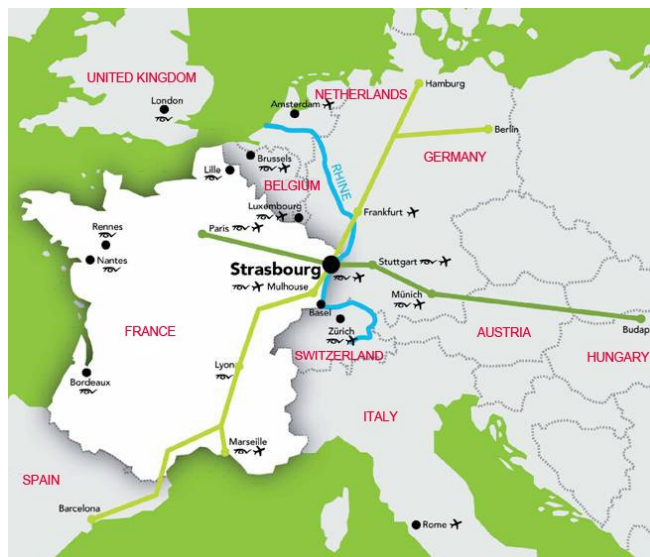 UNITED KINGDOM
London
NETHERLANDS
Amsterdam
Hamburg
Berlin
GERMANY
RHINE
Brussels
BELGIUM
Lille
Luxembourg
Frankfurt
Rennes
Nantes
Paris
Strasbourg
Stuttgart
Mulhouse
Münich
Basel
Zürich
SWITZERLAND
AUSTRIA
Budap
HUNGARY
FRANCE
Lyon
Bordeaux
ITALY
Marseille
SPAIN
Barcelona
Rome